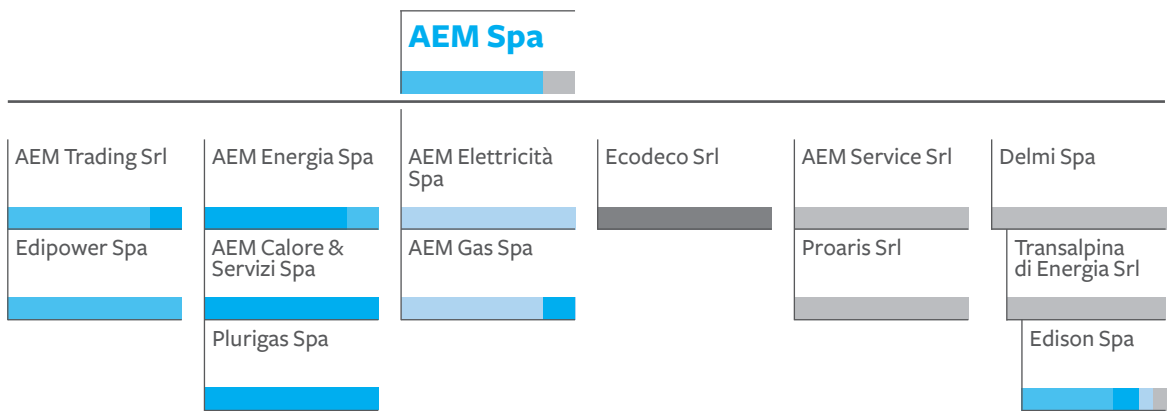 AEM Spa
AEM Trading Srl
AEM Energia Spa
AEM Elettricità
Spa
Ecodeco Srl
AEM Service Srl
Delmi Spa
Edipower Spa
AEM Calore &
Servizi Spa
AEM Gas Spa
Proaris Srl
Transalpina
di Energia Srl
Plurigas Spa
Edison Spa